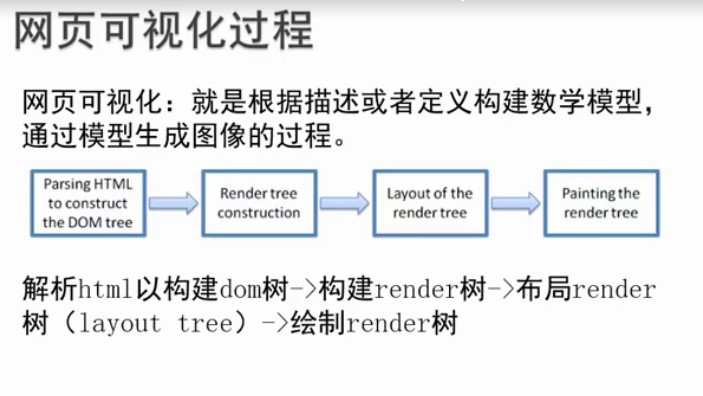 网页可视化过程
网页可视化：就是根据描述或者定义构建数学模型，
通过模型生成图像的过程。
Parsing HTML
to construct
the DOM tree
Render tree
construction
Layout of the
render tree
Painting the
render tree
解析html以构建dom树->构建render树->布局render
树（layout tree）->绘制render树